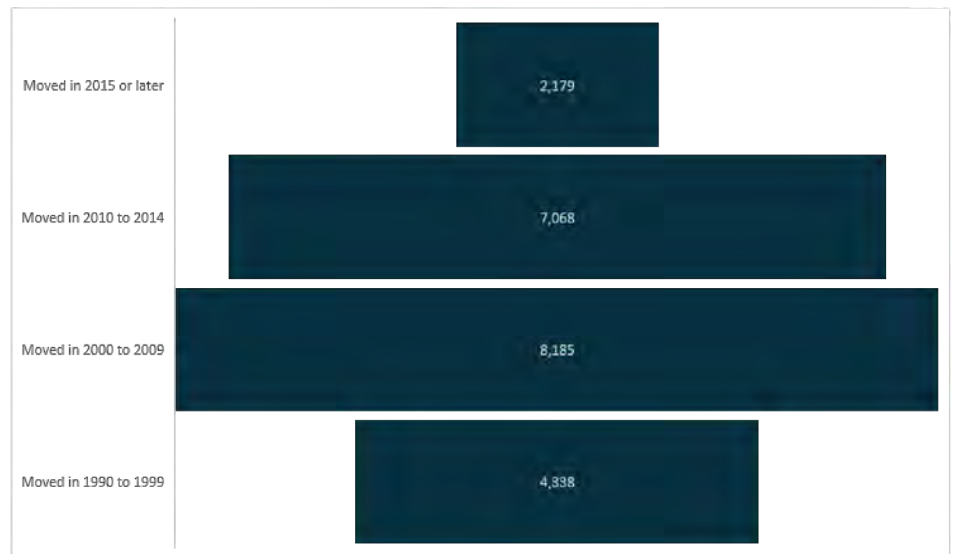 Moved in 2015 or later
2,179
Moved in 2010 to 2014
7,068
Moved in 2000 to 2009
8,185
Moved in 1990 to 1999
4,338